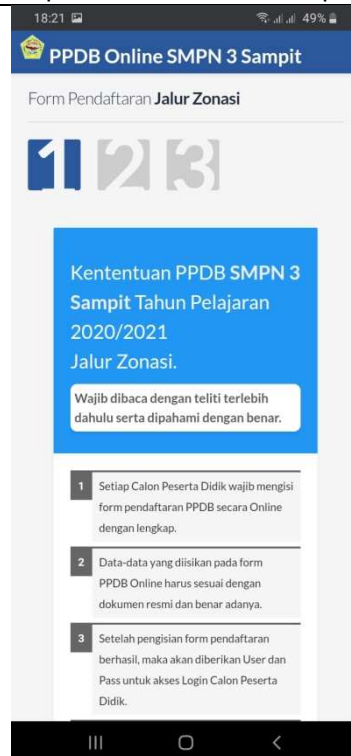 18:21
49%
PPDB Online SMPN 3 Sampit
Form Pendaftaran Jalur Zonasi
1 2 3
Kententuan PPDB SMPN 3
Sampit Tahun Pelajaran
2020/2021
Jalur Zonasi.
Wajib dibaca dengan teliti terlebih
dahulu serta dipahami dengan benar.
1 Setiap Calon Peserta Didik wajib mengisi
form pendaftaran PPDB secara Online
dengan lengkap.
2 Data-data yang diisikan pada form
PPDB Online harus sesuai dengan
dokumen resmi dan benar adanya.
3 Setelah pengisian form pendaftaran
berhasil, maka akan diberikan User dan
Pass untuk akses Login Calon Peserta
Didik.